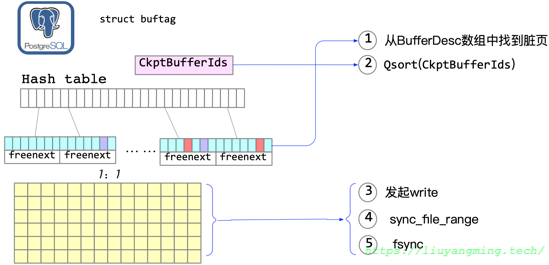 struct buftag
PostgreSQL
① 从BufferDesc数组中找到脏页
CkptBufferIds
② Qsort(CkptBufferIds)
Hash table
freenext freenext ... ... freenext freenext
1: 1
③ 发起write
④ sync_file_range
⑤ fsync
https://liuyangming.tech/